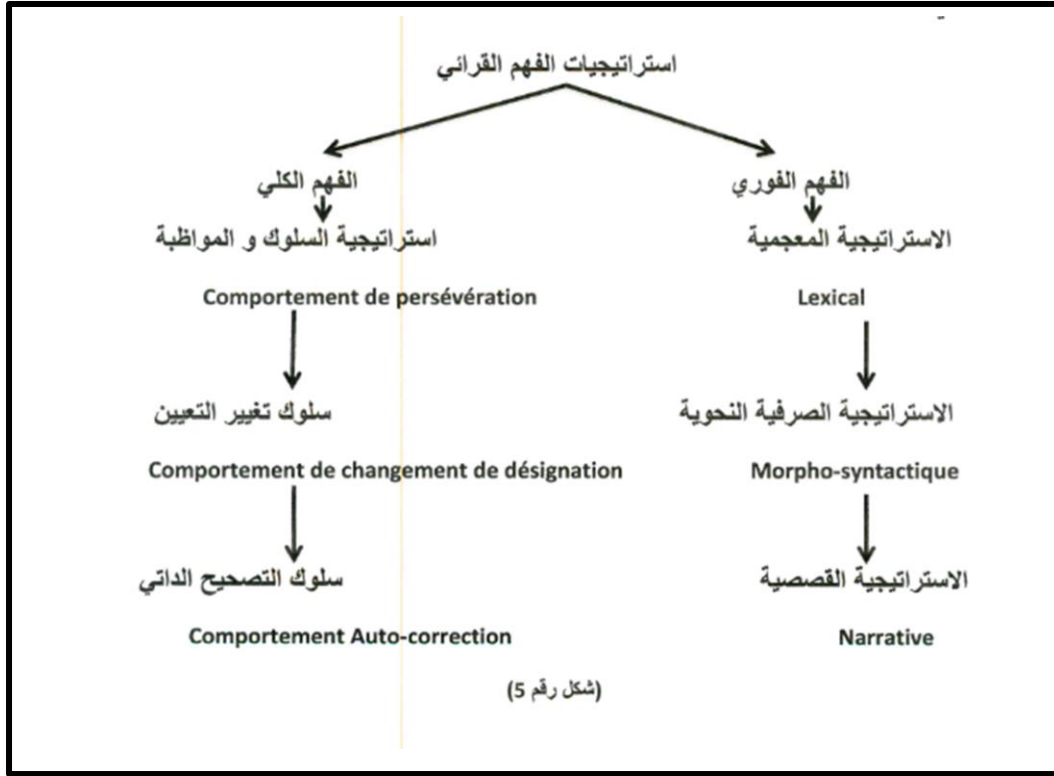 استراتيجيات الفهم القرائي
الفهم الفوري
الفهم الكلي
الاستراتيجية المعجمية
استراتيجية السلوك و المواظبة
Lexical
Comportement de persévération
الاستراتيجية الصرفية النحوية
سلوك تغيير التعيين
Morpho-syntactique
Comportement de changement de désignation
الاستراتيجية القصصية
سلوك التصحيح الداتي
Narrative
Comportement Auto-correction
(شكل رقم 5)